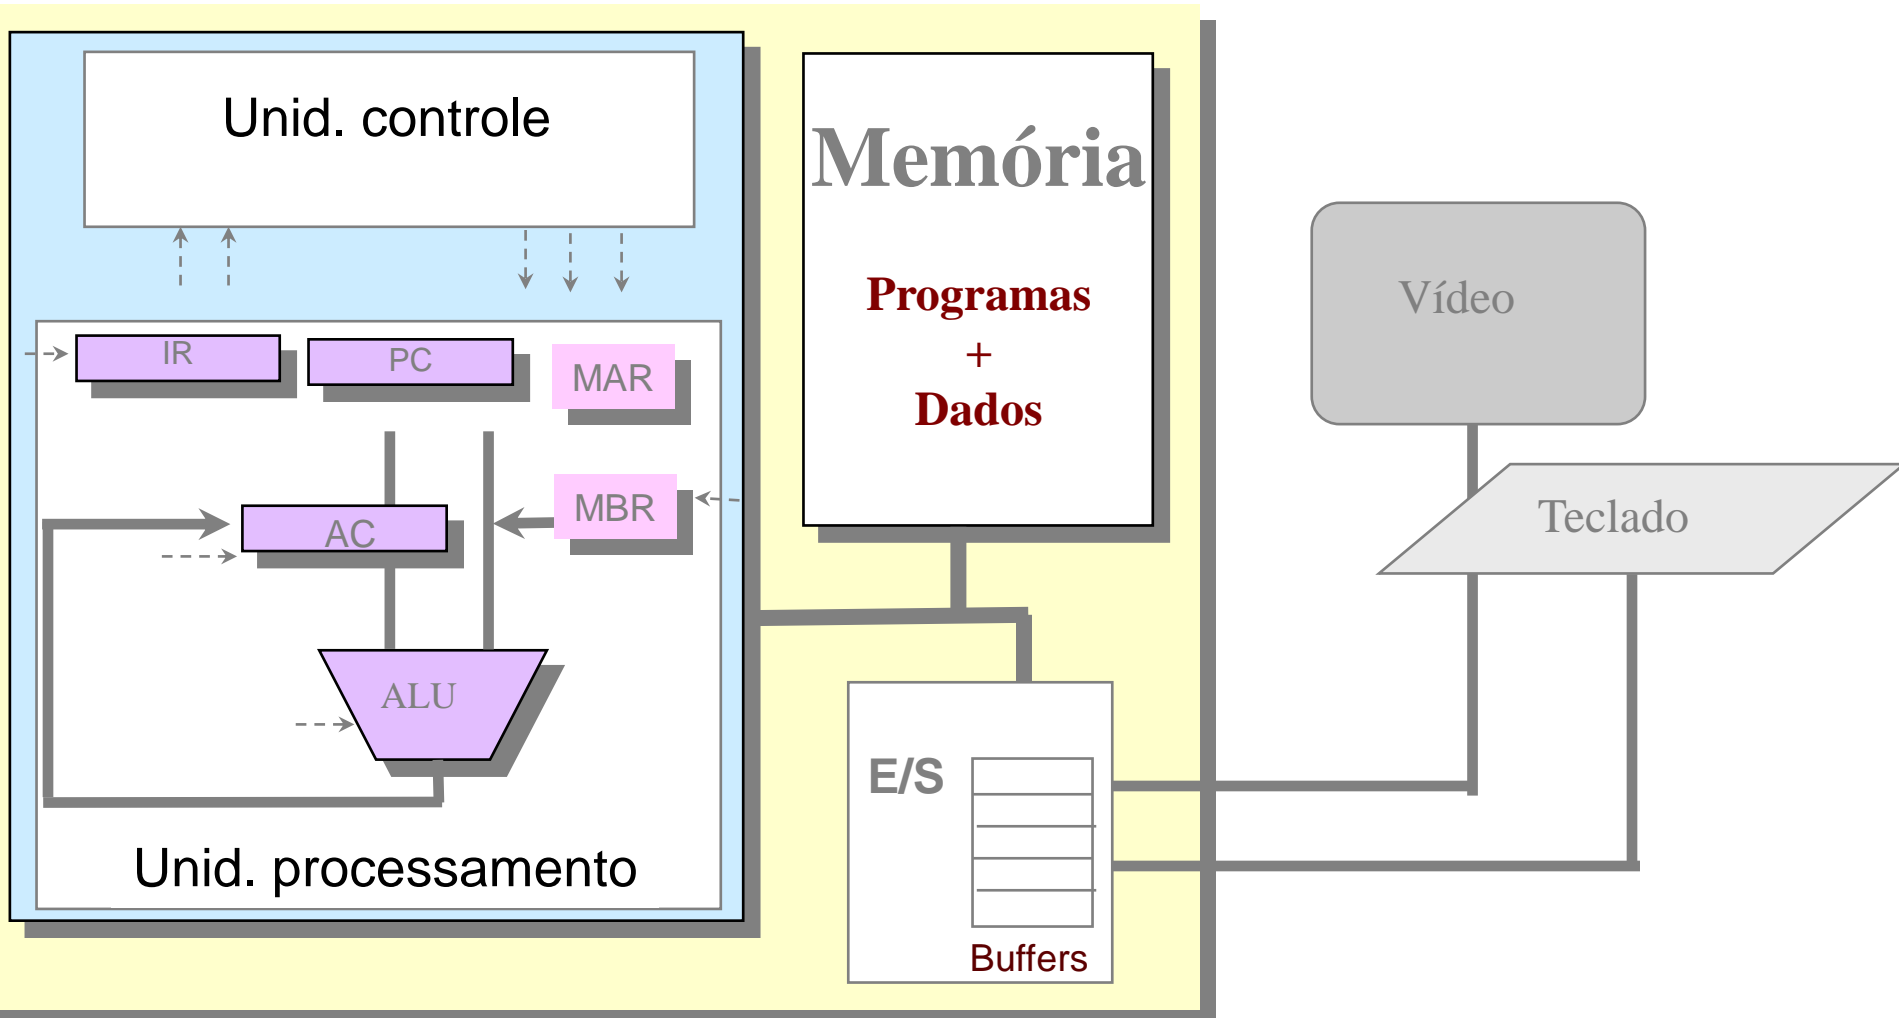 Unid. controle
IR
PC
MAR
AC
MBR
ALU
Unid. processamento
Memória
Programas
+
Dados
E/S
Buffers
Vídeo
Teclado